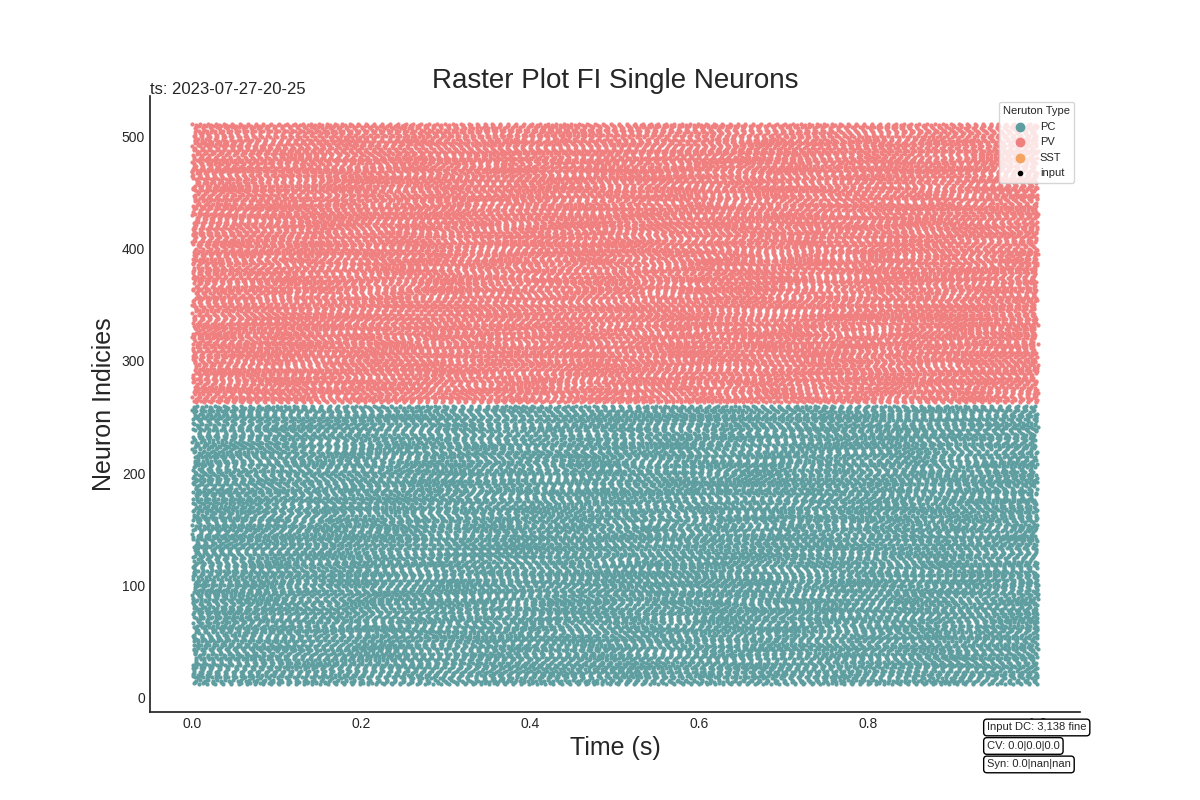 Raster Plot FI Single Neurons
ts: 2023-07-27-20-25
Neruton Type
PC
PV
SST
input
500
400
300
200
100
0
Neuron Indicies
0.0 0.2 0.4 0.6 0.8
Time (s)
Input DC: 3,138 fine
CV: 0.0|0.0|0.0
Syn: 0.0|nan|nan